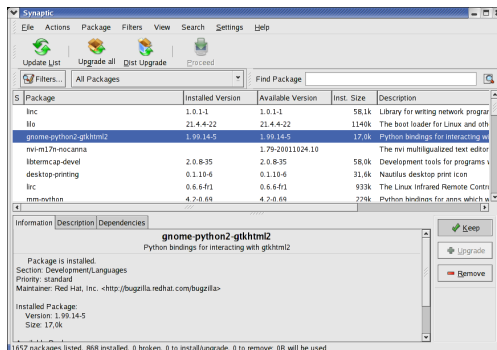 Synaptic
File Actions Package Filters View Search Settings Help
Update List Upgrade all Dist Upgrade Proceed
Filters... All Packages Find Package
S Package Installed Version Available Version Inst. Size Description
linc 1.0.1-1 1.0.1-1 58,1k Library for writing network prograr
lilo 21.4.4-22 21.4.4-22 1140k The boot loader for Linux and oth
gnome-python2-gtkhtml2 1.99.14-5 1.99.14-5 17,0k Python bindings for interacting wi
nvi-m17n-nocanna 1.79-20011024.10 The nvi multigualized text editor
libtermcap-devel 2.0.8-35 2.0.8-35 58,0k Development tools for programs
desktop-printing 0.1.10-6 0.1.10-6 31,6k Nautilus desktop print icon
lirc 0.6.6-fr1 0.6.6-fr1 933k The Linux Infrared Remote Contr
mm-python 4.2-0.69 4.2-0.69 229k Python bindings for apps which w
Information Description Dependencies
gnome-python2-gtkhtml2
Python bindings for interacting with gtkhtml2
Package is installed.
Section: Development/Languages
Priority: standard
Maintainer: Red Hat, Inc. <http://bugzilla.redhat.com/bugzilla>
Installed Package:
Version: 1.99.14-5
Size: 17,0k
Keep
Upgrade
Remove
1657 packages listed, 868 installed, 0 broken, 0 to install/upgrade, 0 to remove; 0B will be used